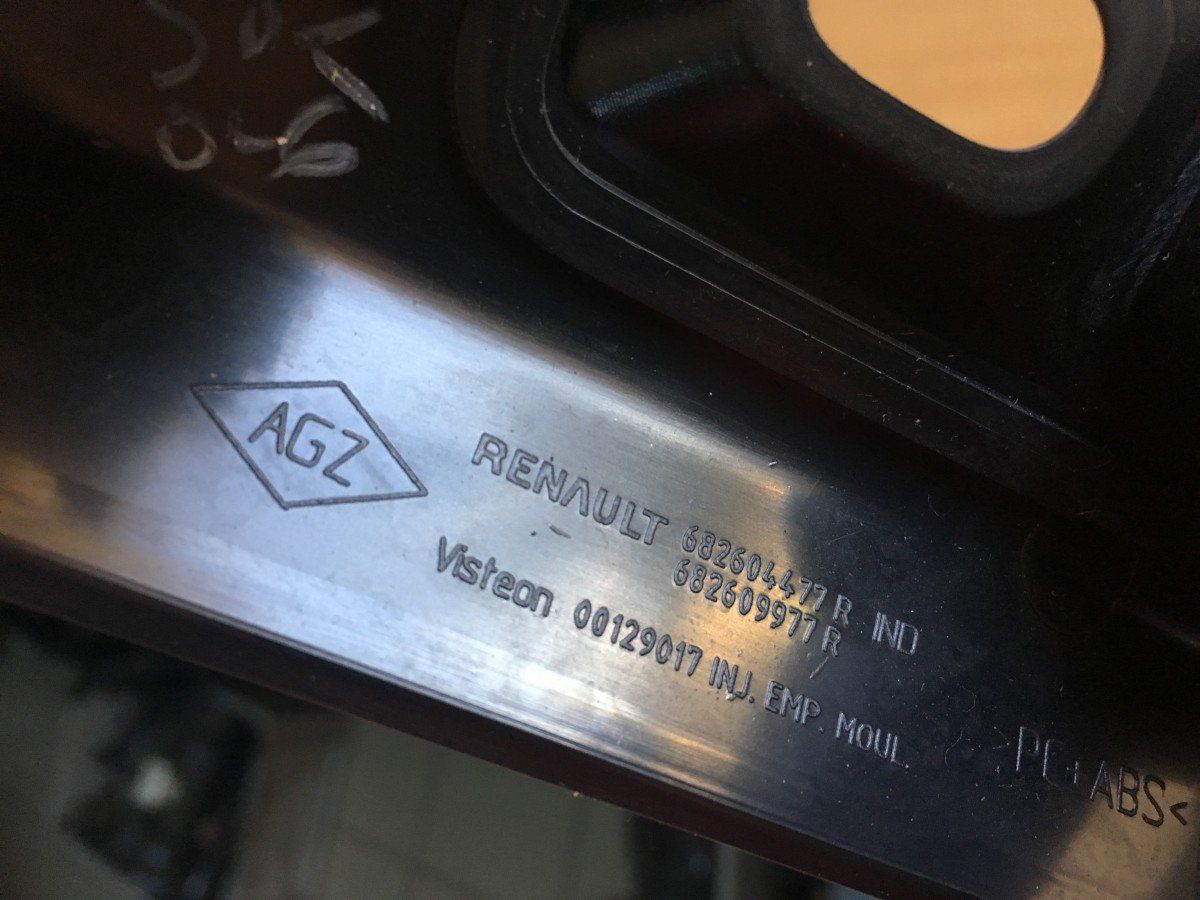 AGZ
RENAULT 682604477 R IND
682609977 R
Visteon 00129017 INJ. EMP. MOUL.
>PC+ABS<